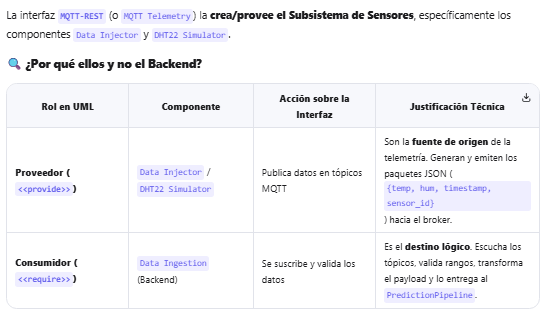 La interfaz MQTT-REST (o MQTT Telemetry) la crea/provee el Subsistema de Sensores, específicamente los
componentes Data Injector y DHT22 Simulator.
🔍 ¿Por qué ellos y no el Backend?
Rol en UML
Componente
Acción sobre la
Interfaz
Justificación Técnica
Proveedor (
<<provide>> )
Data Injector /
DHT22 Simulator
Publica datos en tópicos
MQTT
Son la fuente de origen de la
telemetría. Generan y emiten los
paquetes JSON (
{temp, hum, timestamp,
sensor_id}
) hacia el broker.
Consumidor (
<<require>> )
Data Ingestion
(Backend)
Se suscribe y valida los
datos
Es el destino lógico. Escucha los
tópicos, valida rangos, transforma
el payload y lo entrega al
PredictionPipeline.